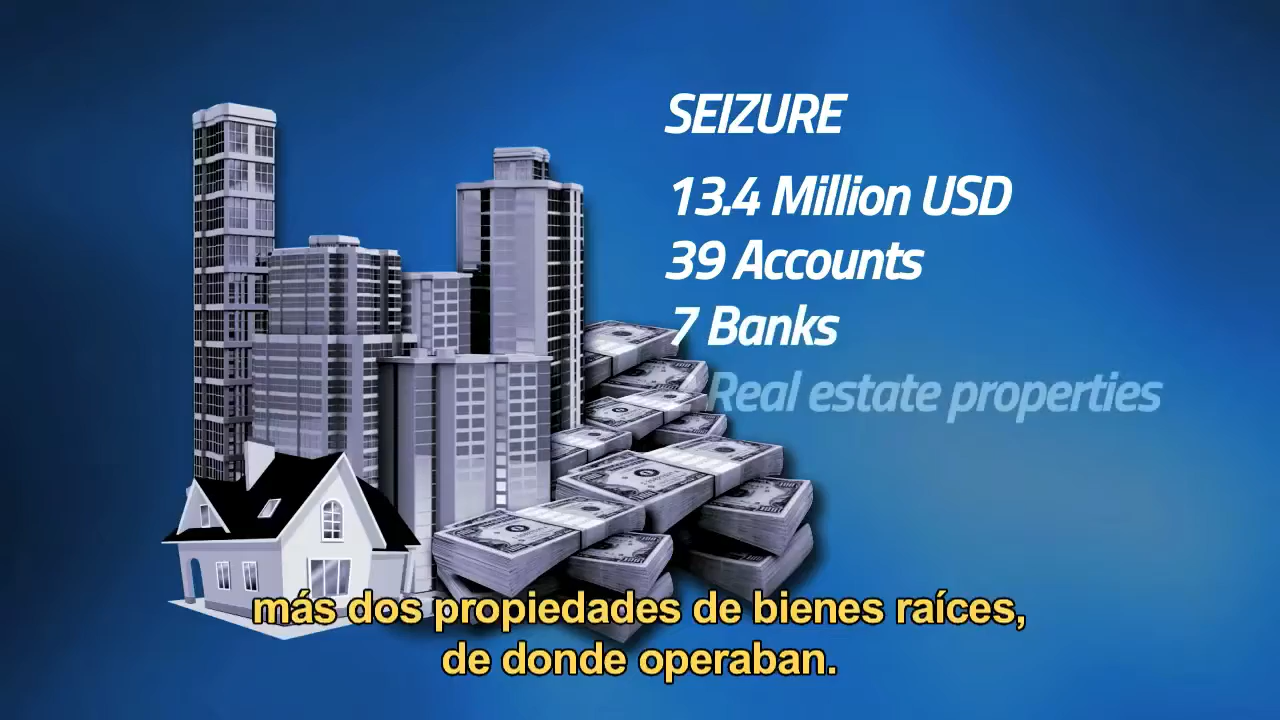 SEIZURE
13.4 Million USD
39 Accounts
7 Banks
Real estate properties
más dos propiedades de bienes raíces,
de donde operaban.